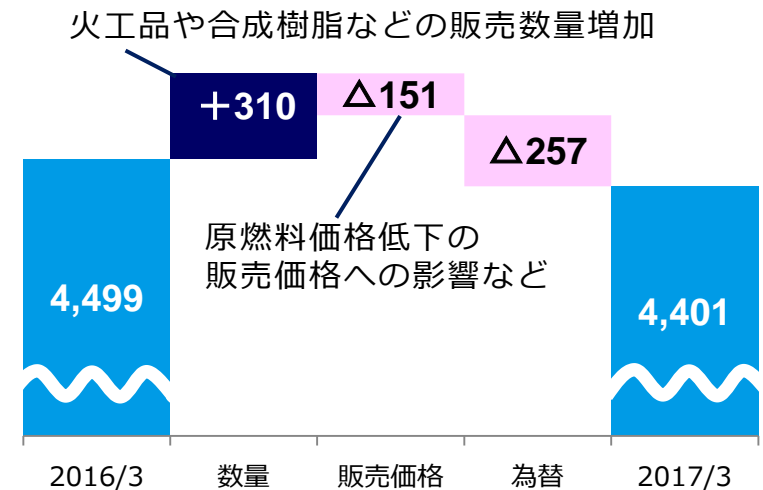 火工品や合成樹脂などの販売数量増加
＋310
△151
△257
原燃料価格低下の
販売価格への影響など
4,499
4,401
2016/3 数量 販売価格 為替 2017/3